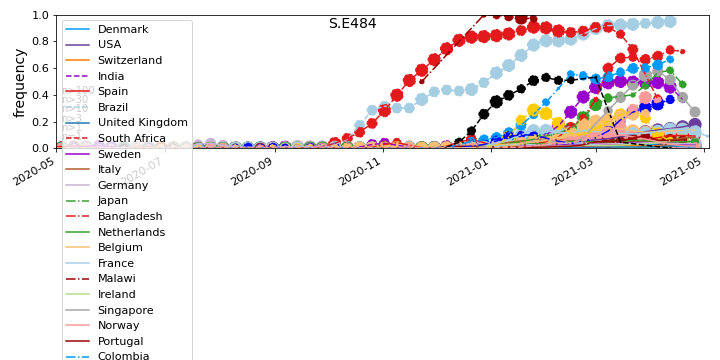 S.E484
frequency
1.0
0.8
0.6
0.4
0.2
0.0
2020-05
2020-07
2020-09
2020-11
2021-01
2021-03
2021-05
Denmark
USA
Switzerland
India
Spain
Brazil
United Kingdom
South Africa
Sweden
Italy
Germany
Japan
Bangladesh
Netherlands
Belgium
France
Malawi
Ireland
Singapore
Norway
Portugal
Colombia